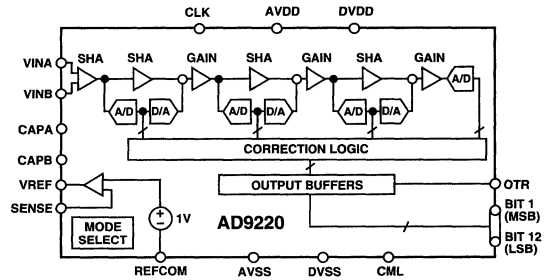 CLK AVDD DVDD
VINA SHA SHA GAIN SHA GAIN SHA GAIN
A/D
VINB A/D D/A A/D D/A A/D D/A
CAPA
CORRECTION LOGIC
CAPB
VREF OUTPUT BUFFERS OTR
SENSE BIT 1
(MSB)
MODE
SELECT
+
−
1V AD9220
BIT 12
(LSB)
REFCOM AVSS DVSS CML